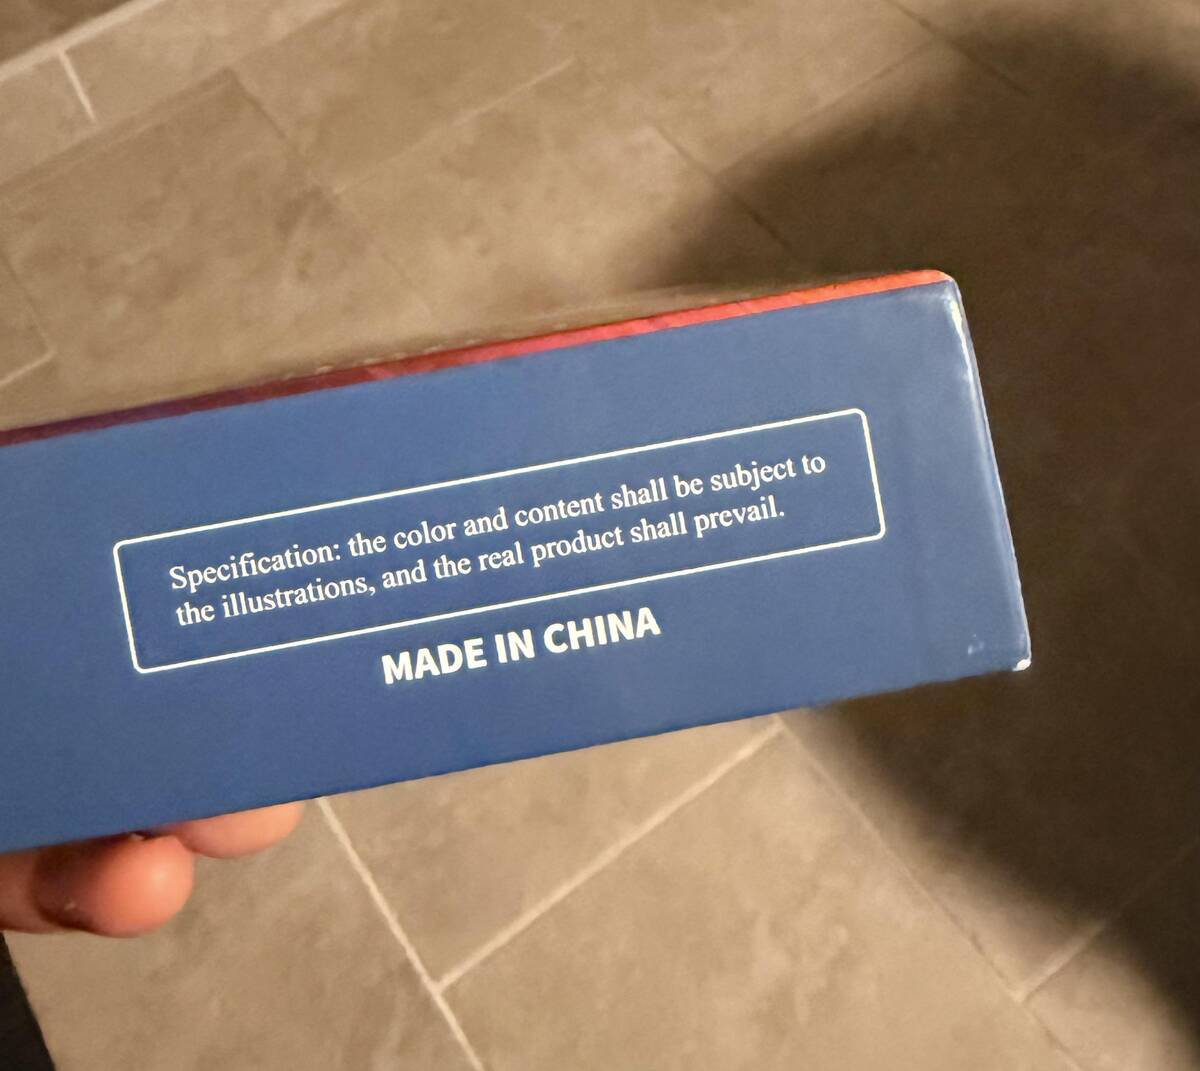 Specification: the color and content shall be subject to
the illustrations, and the real product shall prevail.
MADE IN CHINA